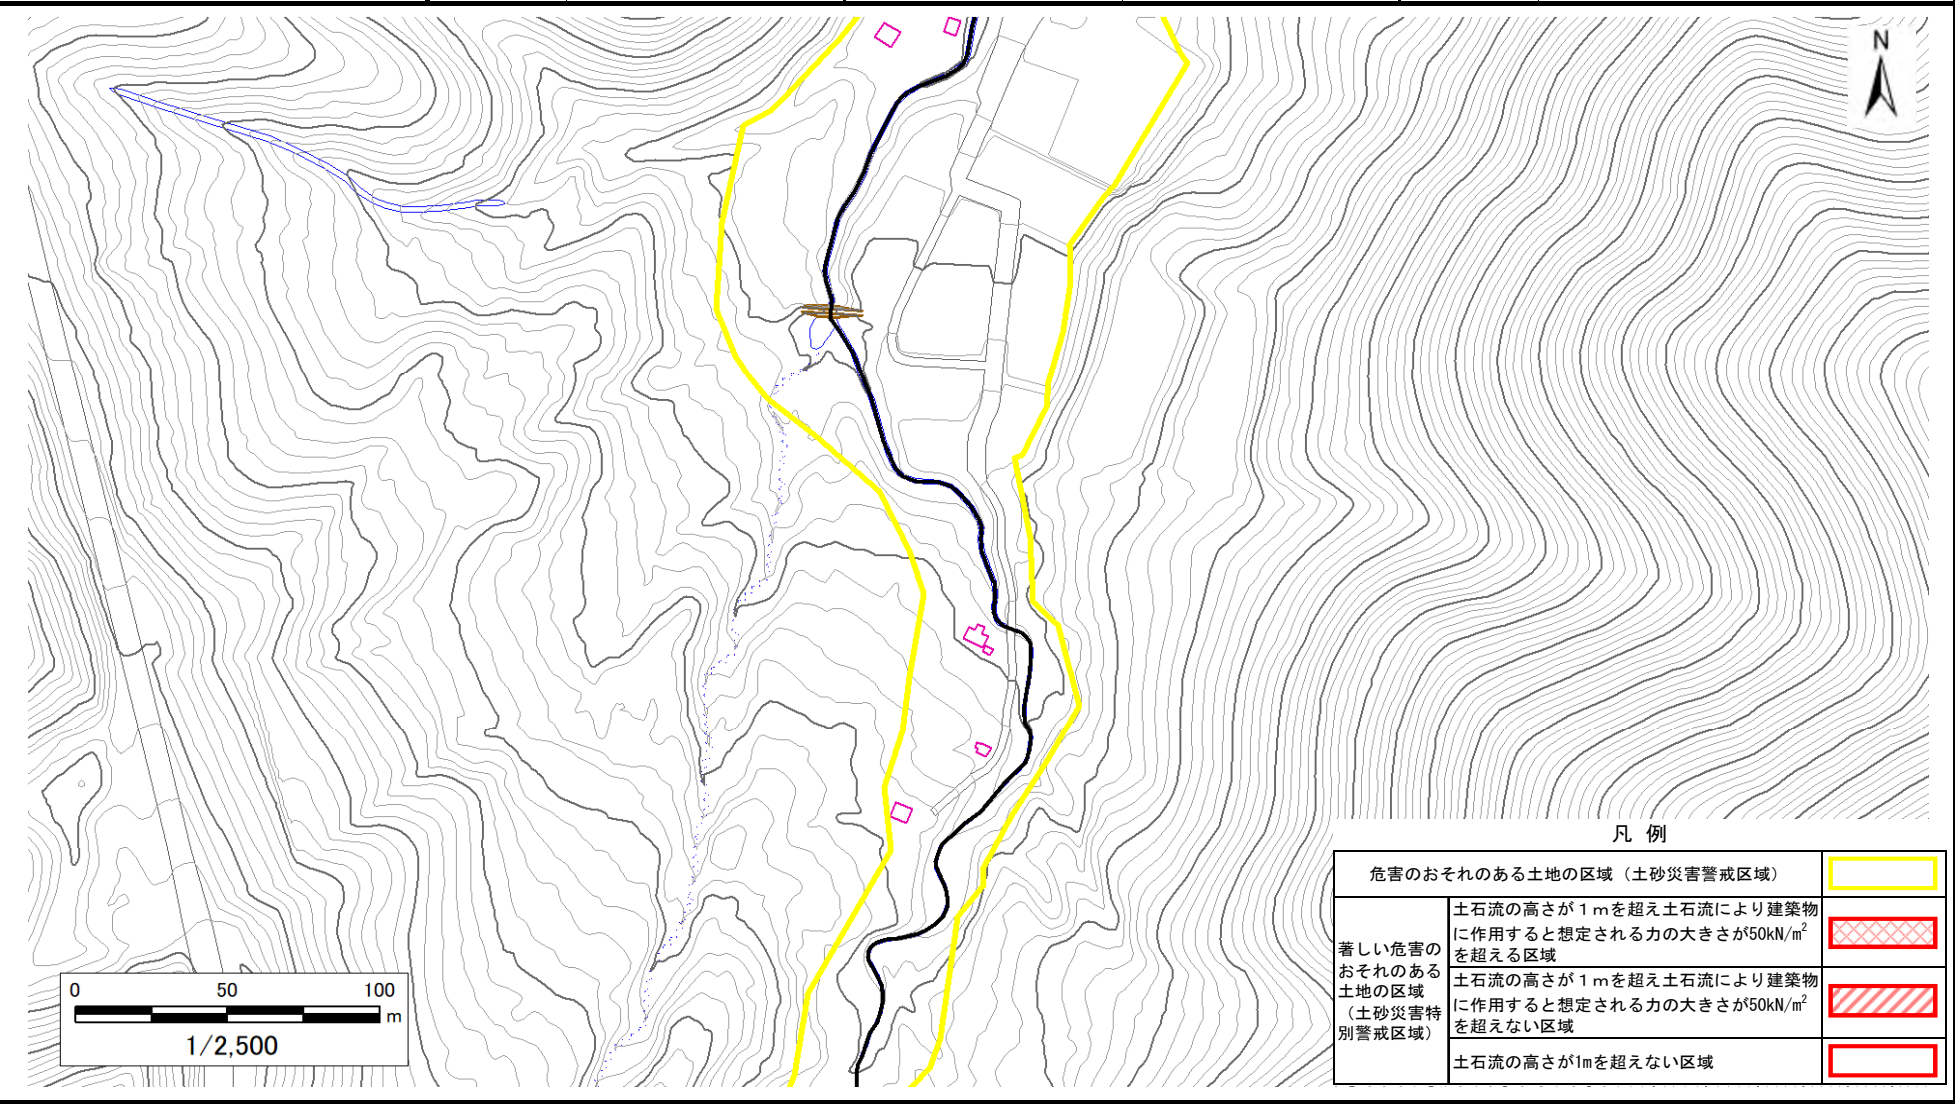 N
凡 例
危害のおそれのある土地の区域（土砂災害警戒区域）
著しい危害の
おそれのある
土地の区域
（土砂災害特
別警戒区域）
土石流の高さが１ｍを超え土石流により建築物
に作用すると想定される力の大きさが50kN/㎡
を超える区域
土石流の高さが１ｍを超え土石流により建築物
に作用すると想定される力の大きさが50kN/㎡
を超えない区域
土石流の高さが1mを超えない区域
0 50 100
m
1/2,500